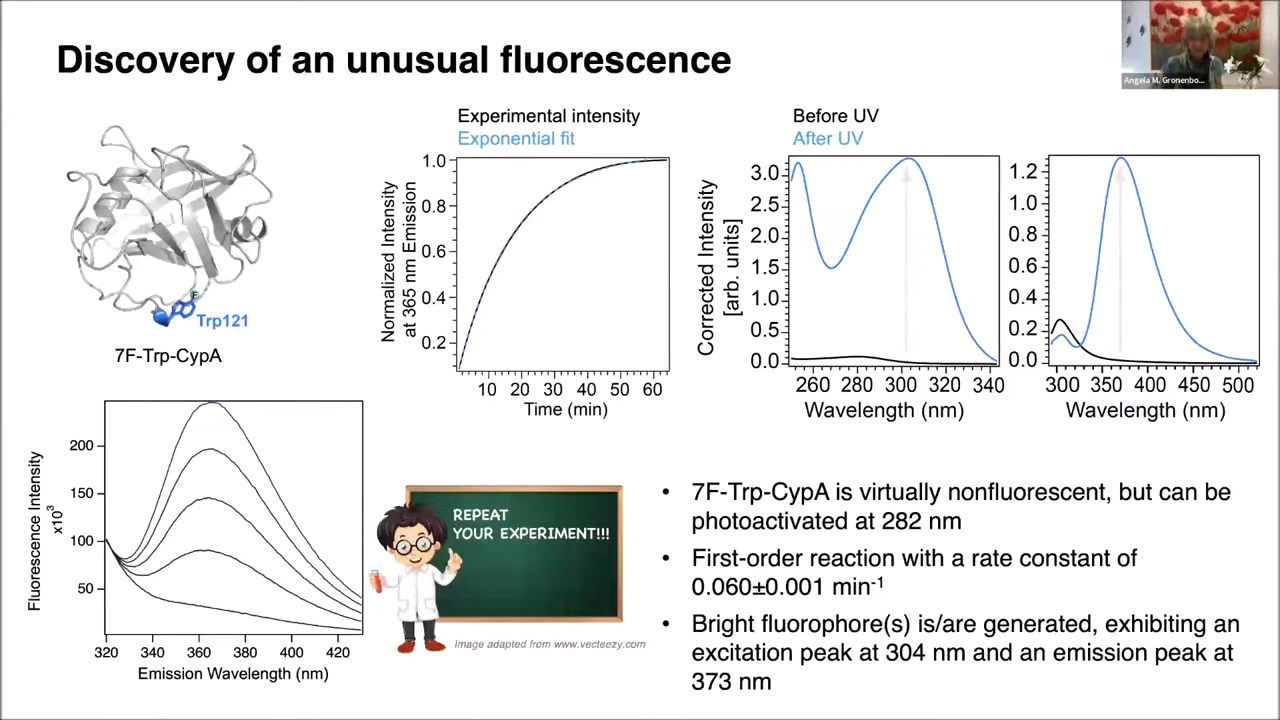 Discovery of an unusual fluorescence
Angela M. Gronenbo...
F
Trp121
7F-Trp-CypA
Experimental intensity
Exponential fit
Normalized Intensity
at 365 nm Emission
1.0
0.8
0.6
0.4
0.2
10 20 30 40 50 60
Time (min)
Before UV
After UV
Corrected Intensity
[arb. units]
3.0
2.5
2.0
1.5
1.0
0.5
0.0
260 280 300 320 340
Wavelength (nm)
1.2
1.0
0.8
0.6
0.4
0.2
0.0
300 350 400 450 500
Wavelength (nm)
Fluorescence Intensity
x10³
200
150
100
50
320 340 360 380 400 420
Emission Wavelength (nm)
REPEAT
YOUR EXPERIMENT!!!
Image adapted from www.vecteezy.com
• 7F-Trp-CypA is virtually nonfluorescent, but can be
photoactivated at 282 nm
• First-order reaction with a rate constant of
0.060±0.001 min⁻¹
• Bright fluorophore(s) is/are generated, exhibiting an
excitation peak at 304 nm and an emission peak at
373 nm